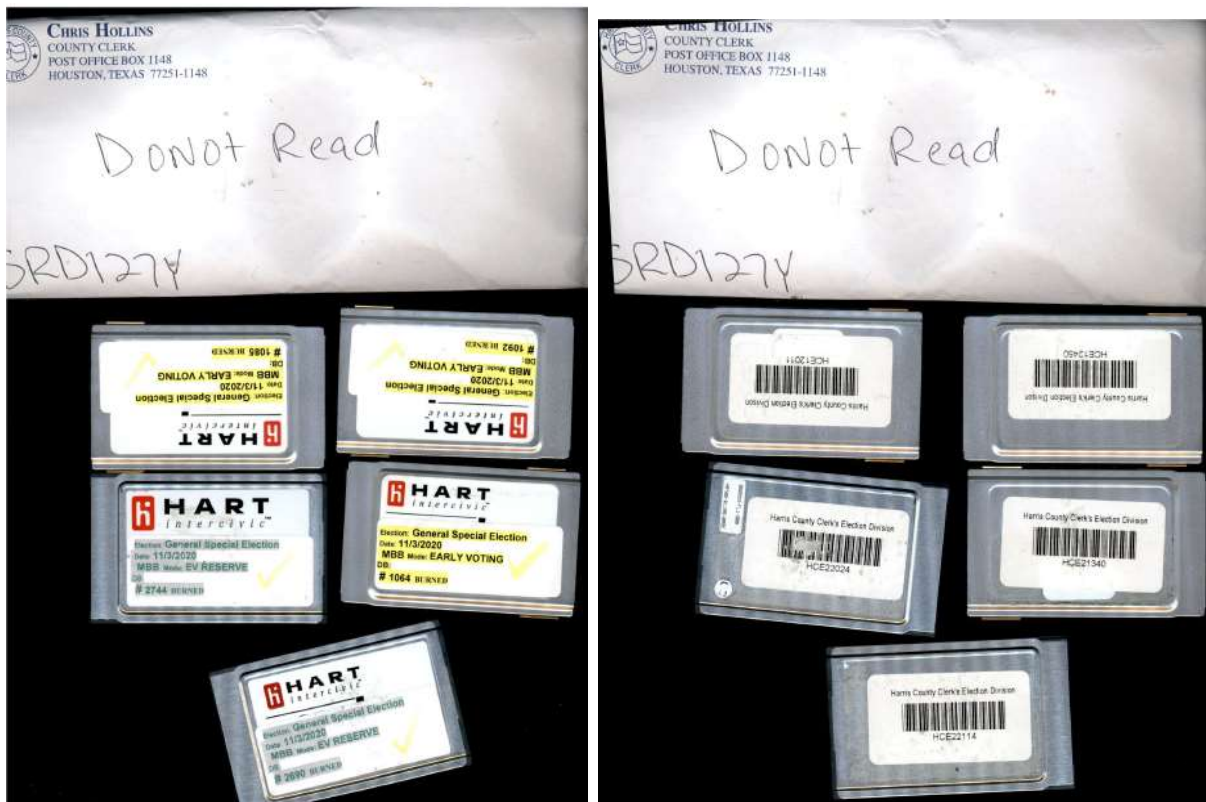 CHRIS HOLLINS
COUNTY CLERK
POST OFFICE BOX 1148
HOUSTON, TEXAS 77251-1148
DoNot Read
SRD127Y
HART
intercivic
Election: General Special Election
Date: 11/3/2020
MBB Mode: EARLY VOTING
DB:
# 1085 BURNED
HART
intercivic
Election: General Special Election
Date: 11/3/2020
MBB Mode: EARLY VOTING
DB:
# 1092 BURNED
HART
intercivic™
Election: General Special Election
Date: 11/3/2020
MBB Mode: EV RESERVE
DB:
# 2744 BURNED
HART
intercivic
Election: General Special Election
Date: 11/3/2020
MBB Mode: EARLY VOTING
DB:
# 1064 BURNED
HART
intercivic
Election: General Special Election
Date: 11/3/2020
MBB Mode: EV RESERVE
DB:
# 2690 BURNED
CHRIS HOLLINS
COUNTY CLERK
POST OFFICE BOX 1148
HOUSTON, TEXAS 77251-1148
CLERK
DoNot Read
SRD127Y
Harris County Clerk's Election Division
HCE12011
Harris County Clerk's Election Division
HCE12450
Harris County Clerk's Election Division
HCE22024
Harris County Clerk's Election Division
HCE21340
Harris County Clerk's Election Division
HCE22114